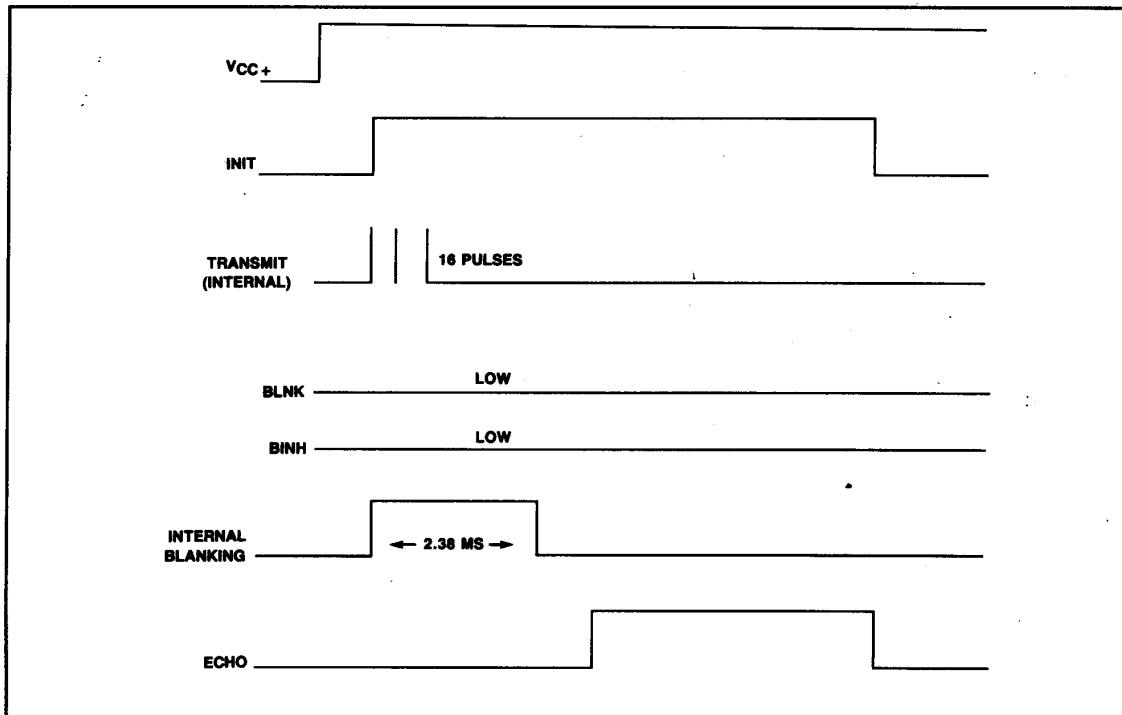 VCC+
INIT
TRANSMIT
(INTERNAL)
16 PULSES
BLNK
LOW
BINH
LOW
INTERNAL
BLANKING
2.38 MS
ECHO